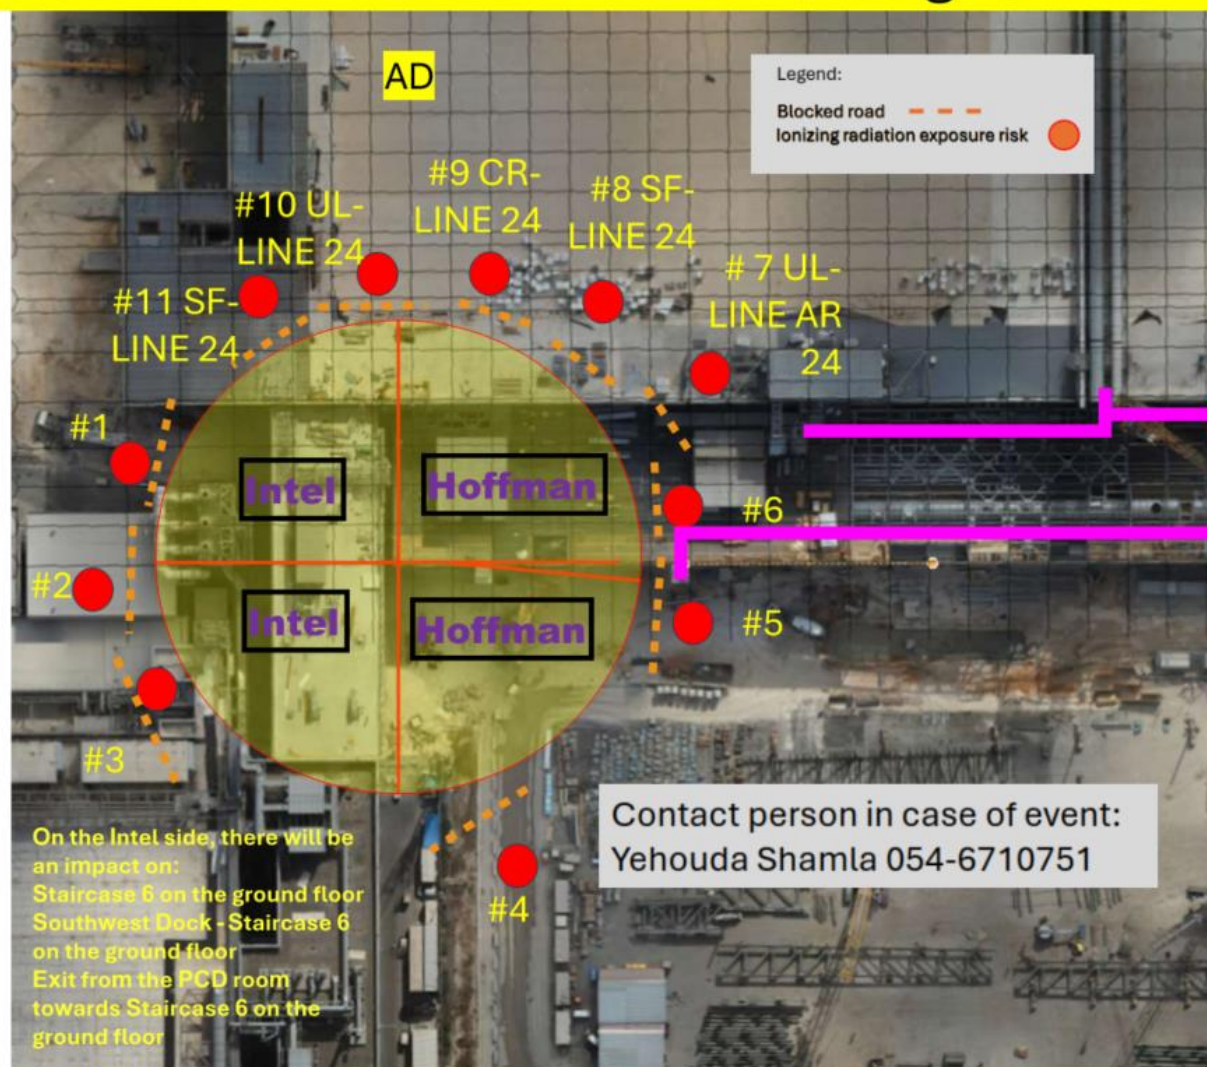 AD
Legend:
Blocked road
Ionizing radiation exposure risk
#9 CR-
LINE 24
#8 SF-
LINE 24
#10 UL-
LINE 24
# 7 UL-
LINE AR
24
#11 SF-
LINE 24
#1
Intel
Hoffman
#6
#2
Intel
Hoffman
#5
#3
Contact person in case of event:
Yehouda Shamla 054-6710751
On the Intel side, there will be
an impact on:
Staircase 6 on the ground floor
Southwest Dock - Staircase 6
on the ground floor
Exit from the PCD room
towards Staircase 6 on the
ground floor
#4